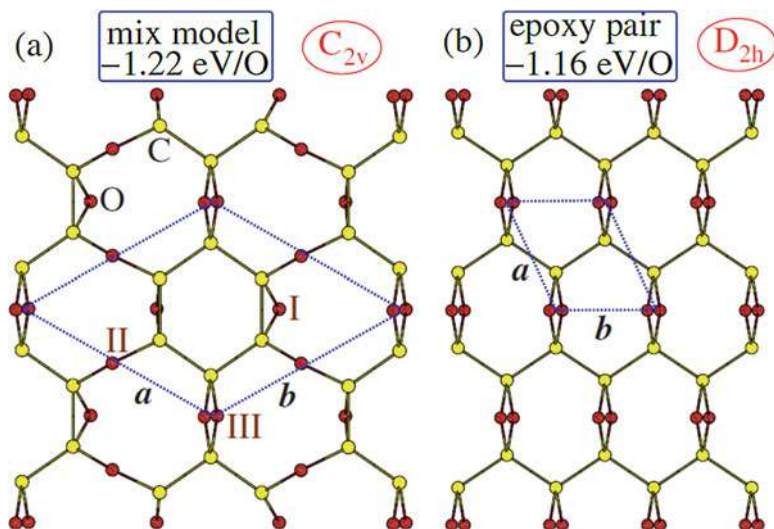 (a)
mix model
−1.22 eV/O
C2v
C
O
I
II
a
b
III
(b)
epoxy pair
−1.16 eV/O
D2h
a
b